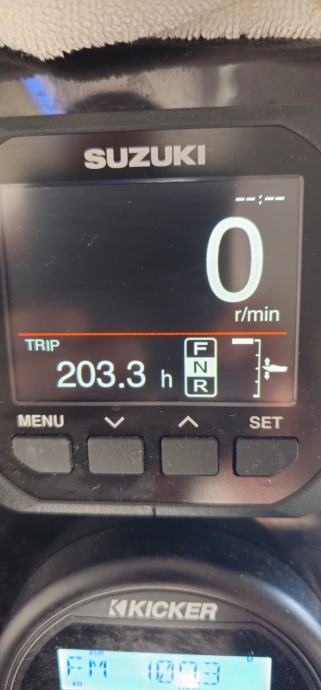 SUZUKI
--:--
0
r/min
TRIP
203.3 h
F
N
R
MENU
SET
KICKER
FM